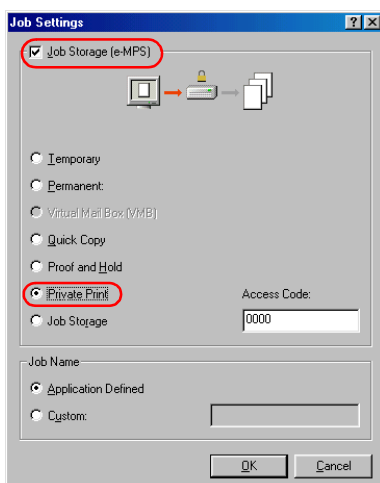 Job Settings
Job Storage (e-MPS)
Temporary
Permanent:
Virtual Mail Box (VMB)
Quick Copy
Proof and Hold
Private Print
Access Code:
Job Storage
0000
Job Name
Application Defined
Custom:
OK
Cancel